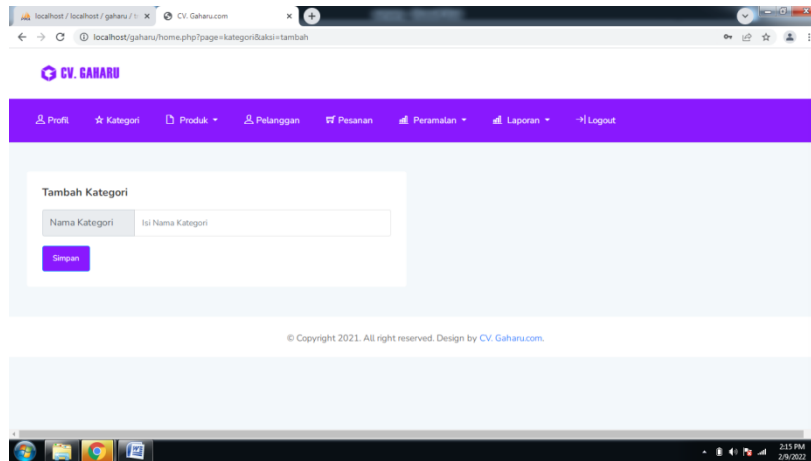 localhost / localhost / gaharu / t
CV. Gaharu.com
localhost/gaharu/home.php?page=kategori&aksi=tambah
CV. GAHARU
Profil Kategori Produk Pelanggan Pesanan Peramalan Laporan Logout
Tambah Kategori
Nama Kategori Isi Nama Kategori
Simpan
© Copyright 2021. All right reserved. Design by CV. Gaharu.com.
2:15 PM
2/9/2022